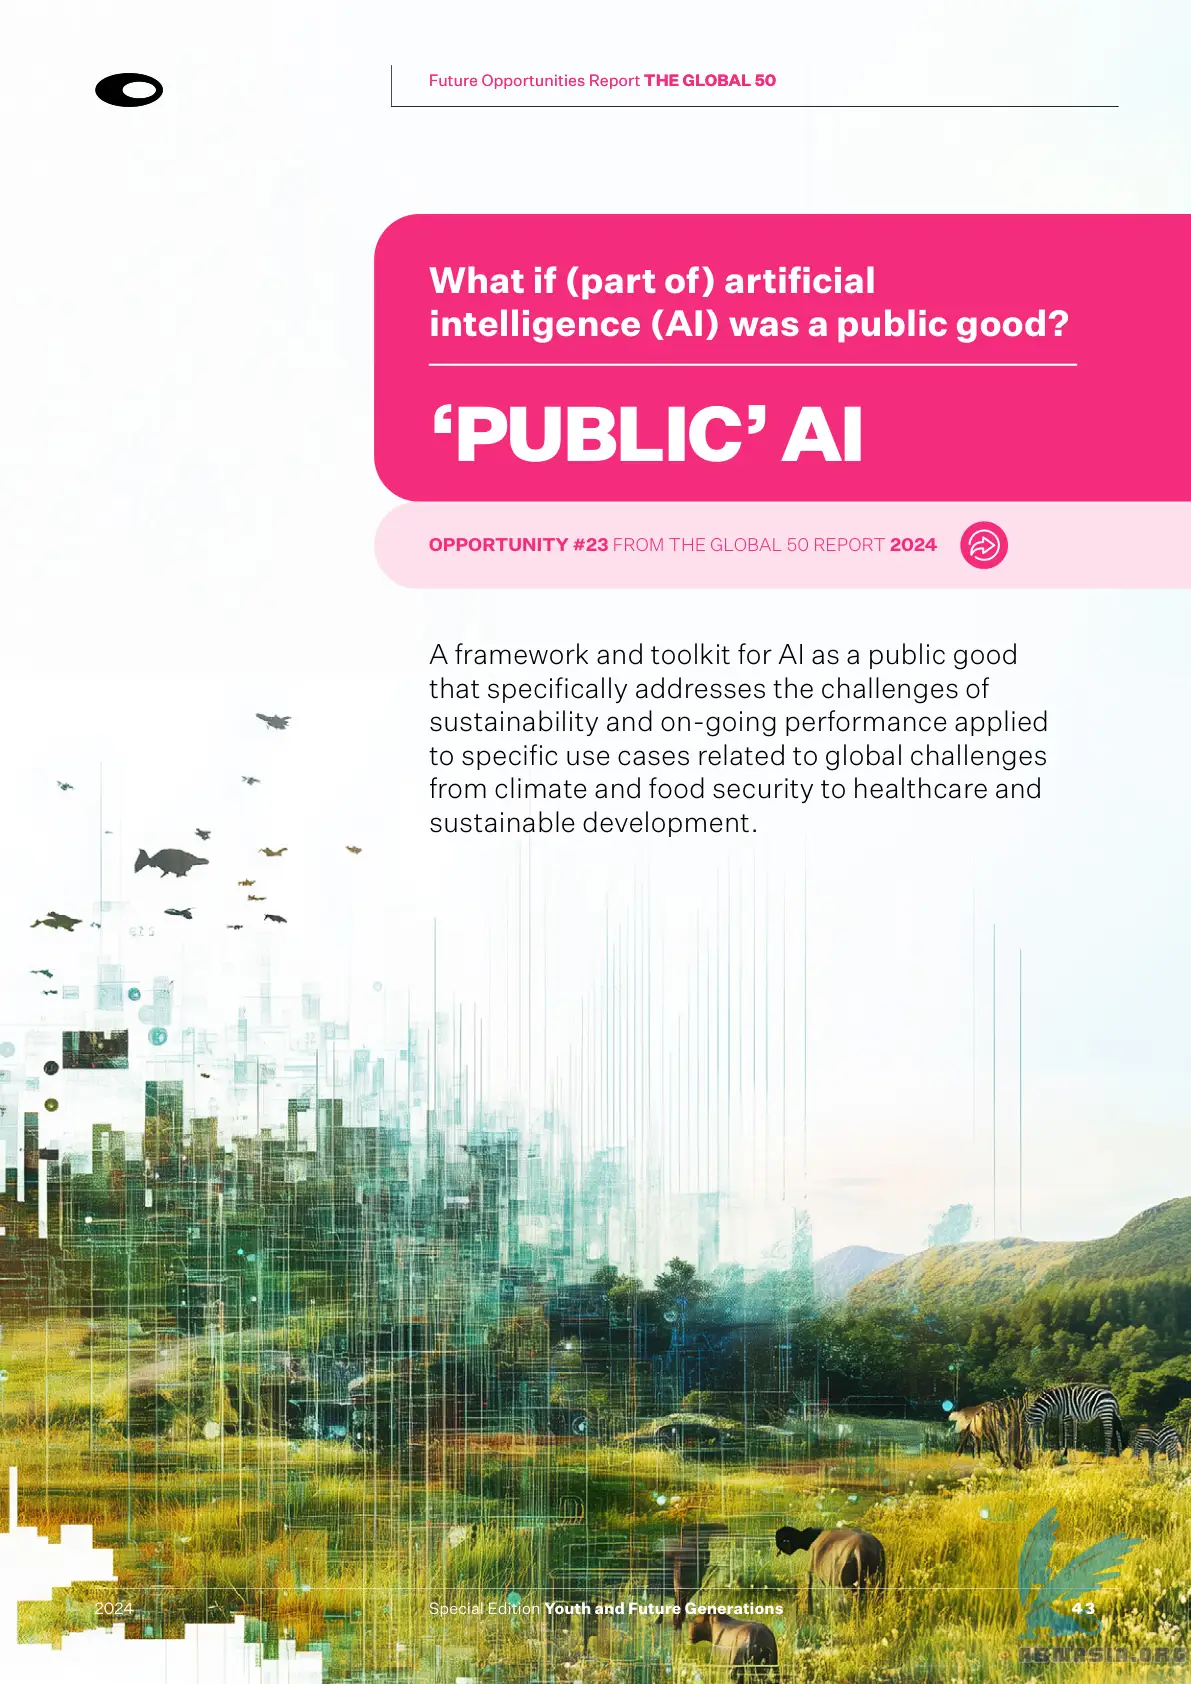 Future Opportunities Report THE GLOBAL 50
What if (part of) artificial
intelligence (AI) was a public good?
‘PUBLIC’ AI
OPPORTUNITY #23 FROM THE GLOBAL 50 REPORT 2024
A framework and toolkit for AI as a public good
that specifically addresses the challenges of
sustainability and on-going performance applied
to specific use cases related to global challenges
from climate and food security to healthcare and
sustainable development.
2024
Special Edition Youth and Future Generations
43